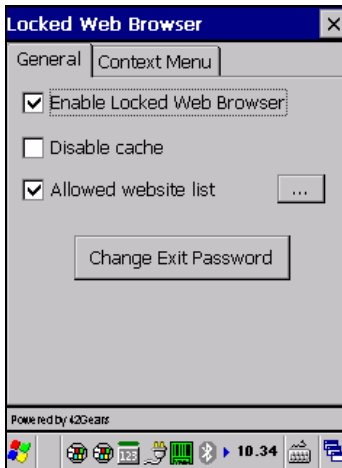 Locked Web Browser
General Context Menu
Enable Locked Web Browser
Disable cache
Allowed website list ...
Change Exit Password
Powered by 42Gears
123 10.34